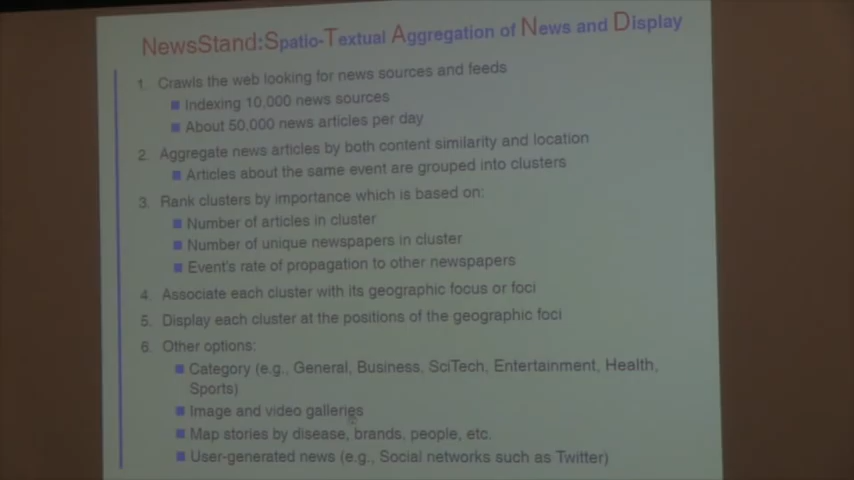 NewsStand:Spatio-Textual Aggregation of News and Display
1. Crawls the web looking for news sources and feeds
Indexing 10,000 news sources
About 50,000 news articles per day
2. Aggregate news articles by both content similarity and location
Articles about the same event are grouped into clusters
3. Rank clusters by importance which is based on:
Number of articles in cluster
Number of unique newspapers in cluster
Event's rate of propagation to other newspapers
4. Associate each cluster with its geographic focus or foci
5. Display each cluster at the positions of the geographic foci
6. Other options:
Category (e.g., General, Business, SciTech, Entertainment, Health,
Sports)
Image and video galleries
Map stories by disease, brands, people, etc.
User-generated news (e.g., Social networks such as Twitter)